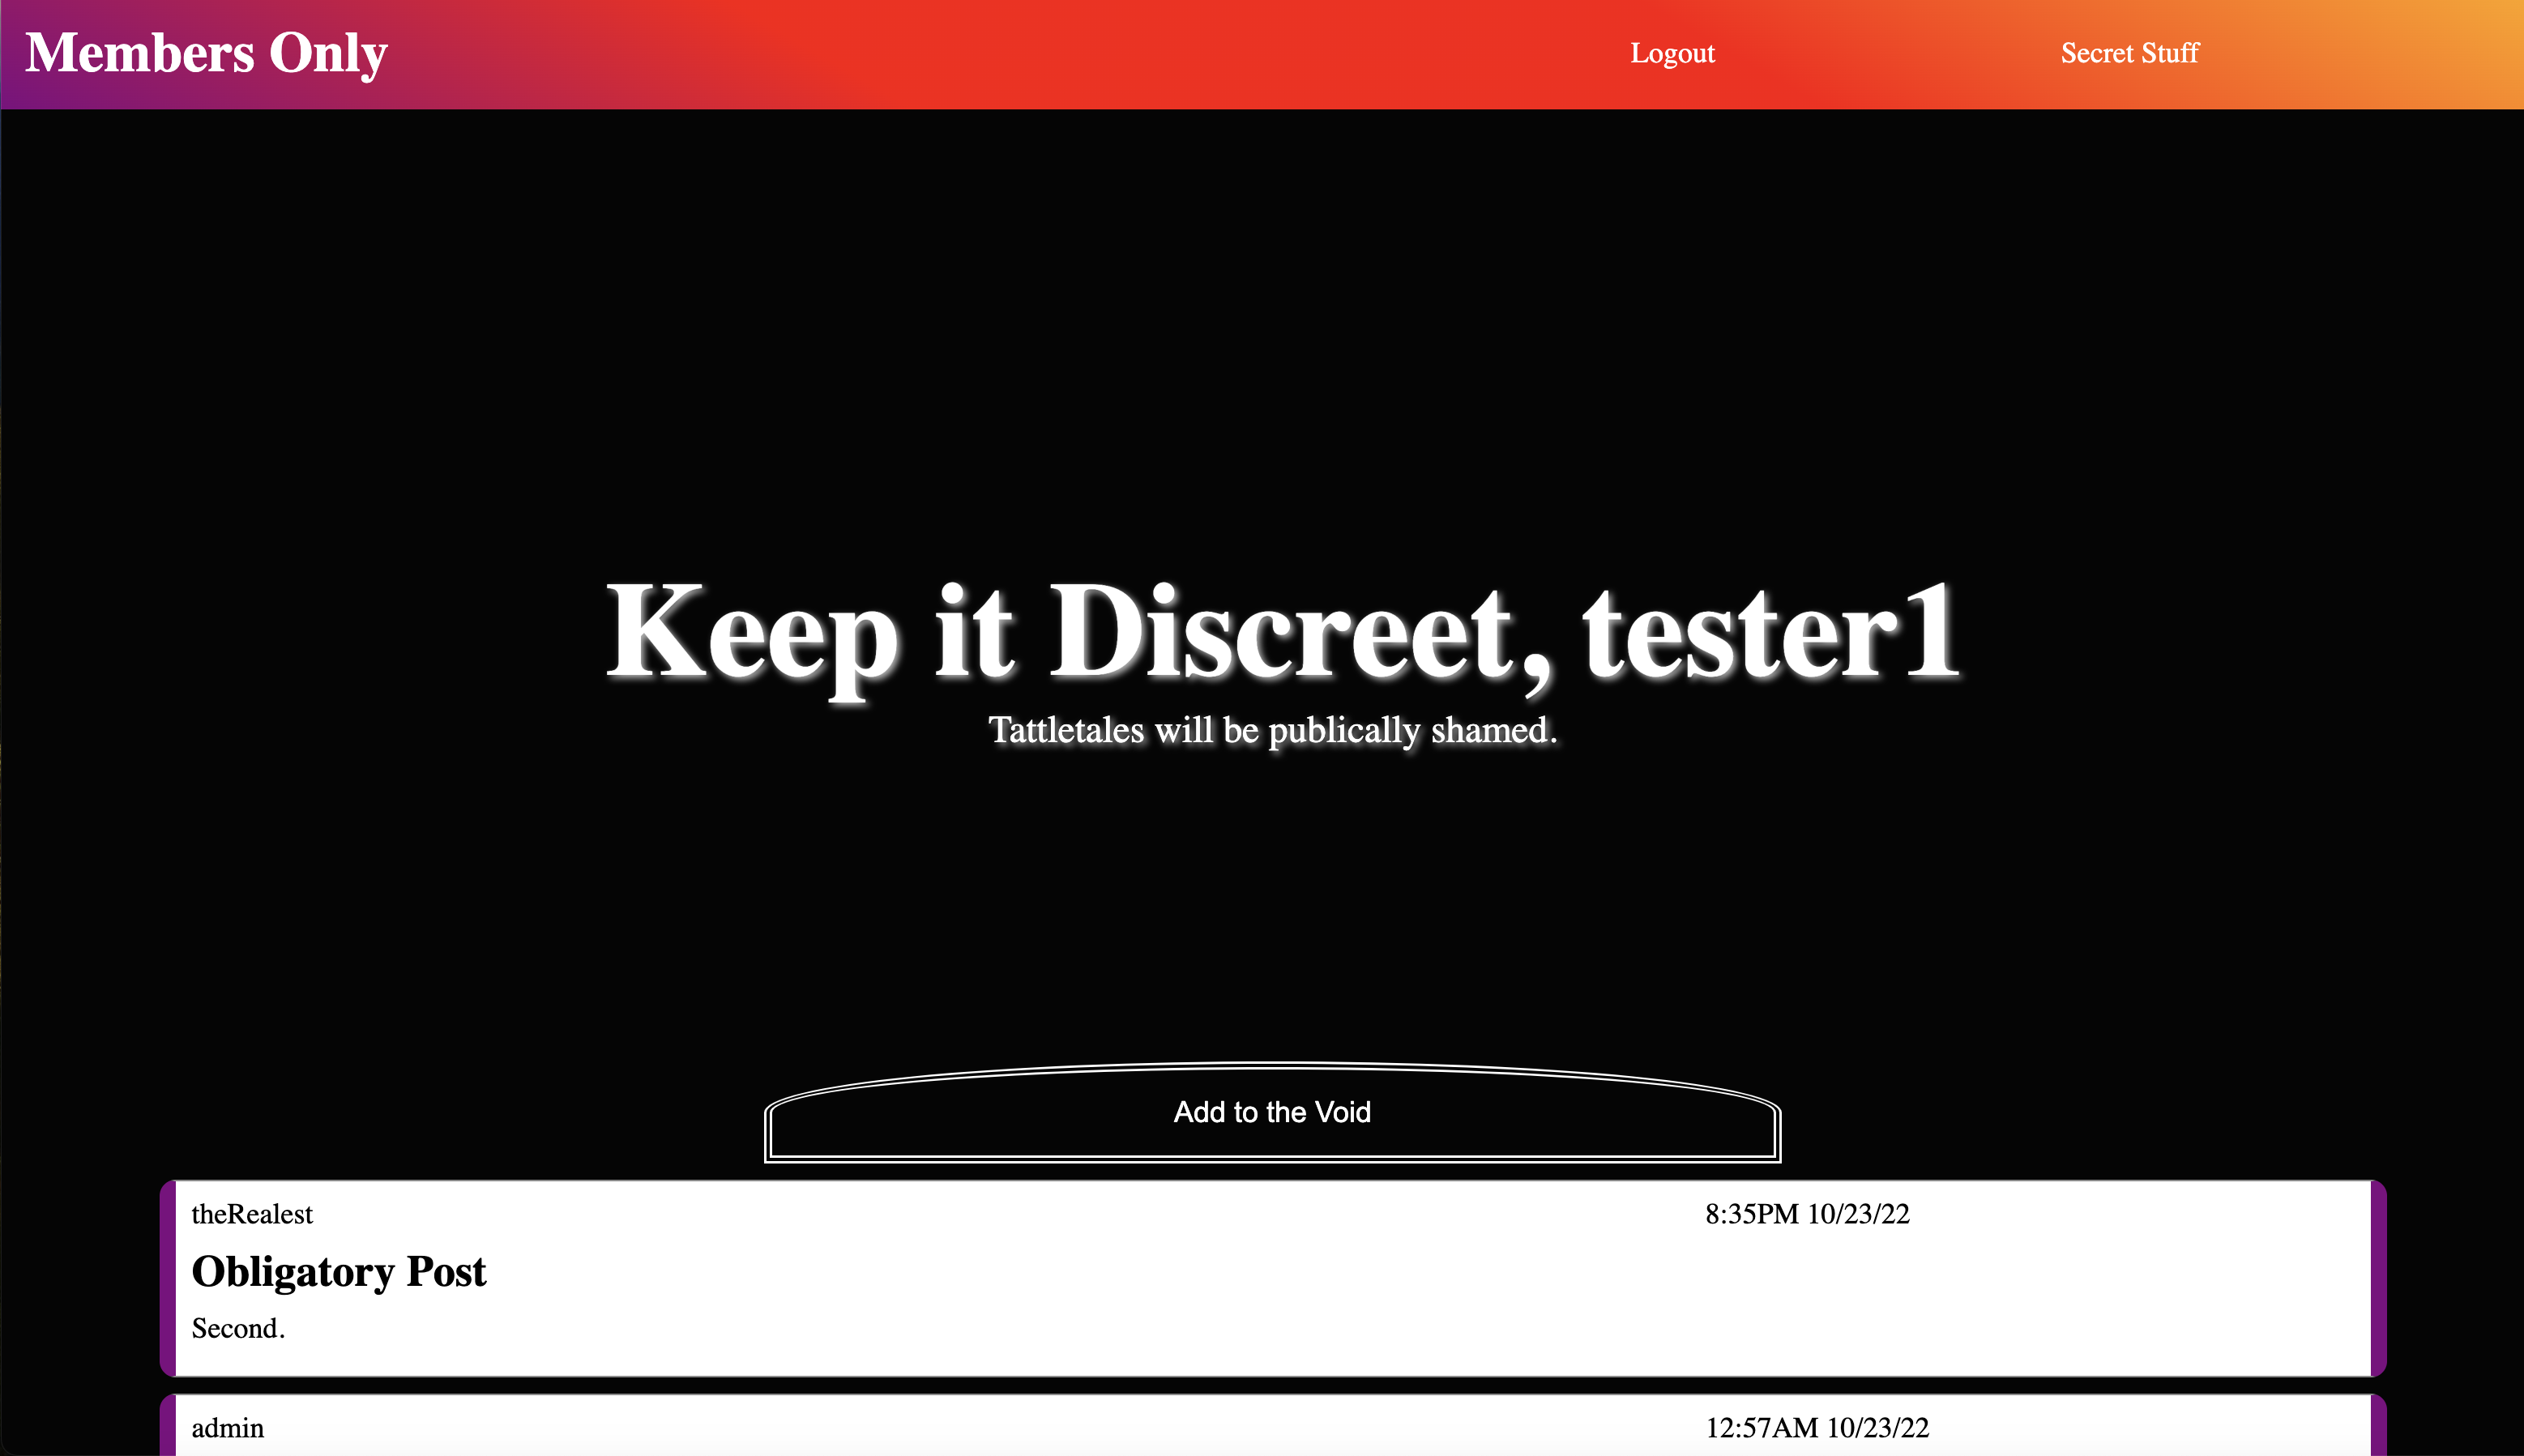 Members Only
Logout
Secret Stuff
Keep it Discreet, tester1
Tattletales will be publically shamed.
Add to the Void
theRealest
8:35PM 10/23/22
Obligatory Post
Second.
admin
12:57AM 10/23/22